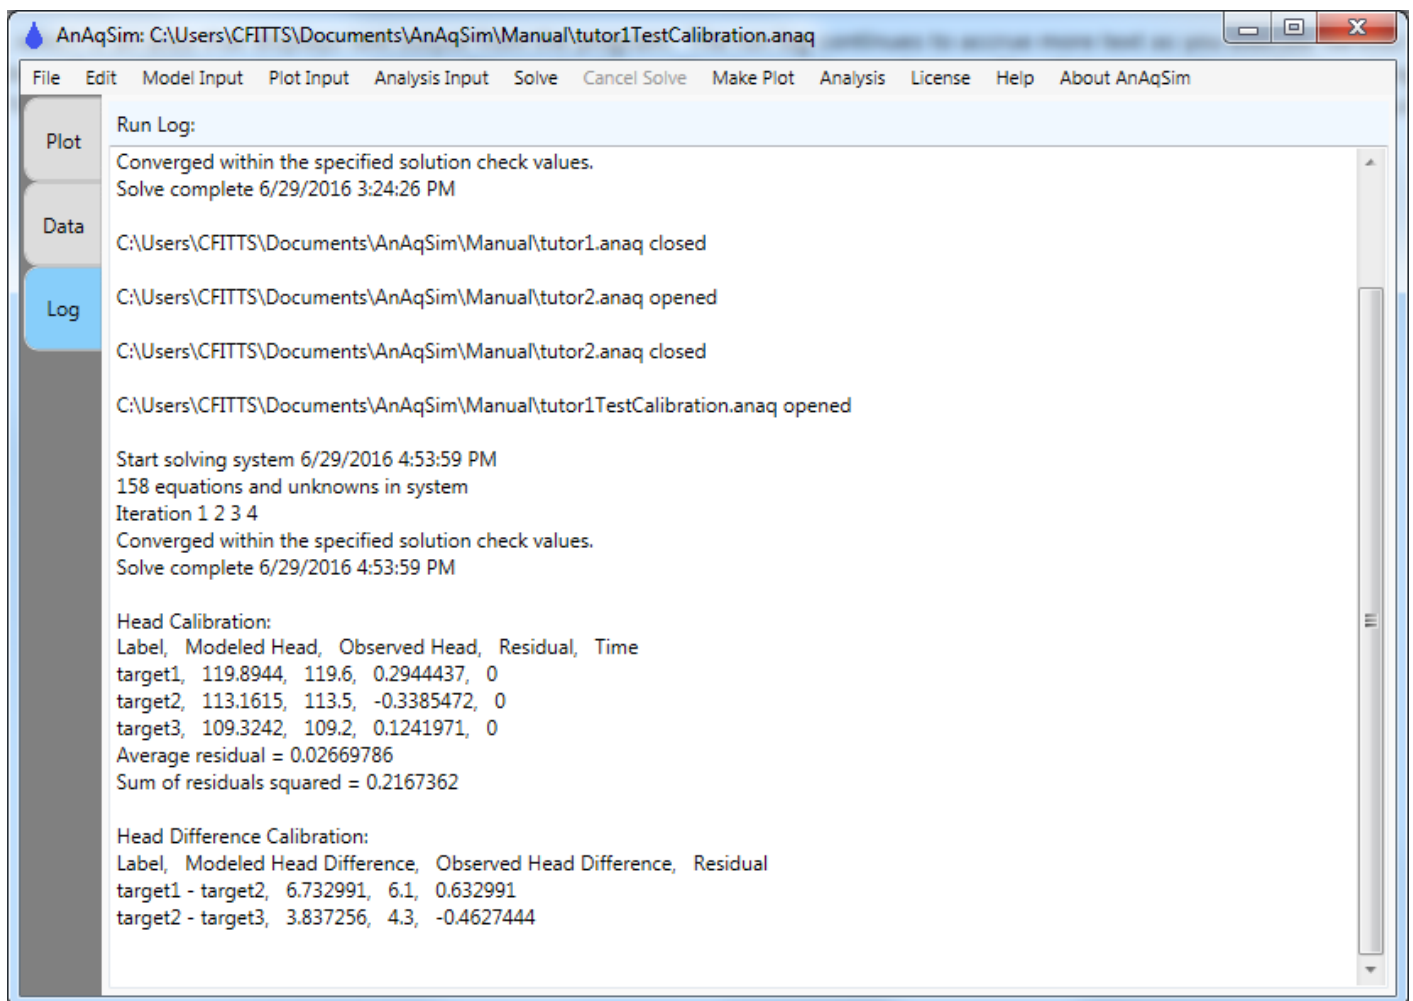 AnAqSim: C:\Users\CFITTS\Documents\AnAqSim\Manual\tutor1TestCalibration.anaq
File Edit Model Input Plot Input Analysis Input Solve Cancel Solve Make Plot Analysis License Help About AnAqSim
Plot
Data
Log
Run Log:
Converged within the specified solution check values.
Solve complete 6/29/2016 3:24:26 PM
C:\Users\CFITTS\Documents\AnAqSim\Manual\tutor1.anaq closed
C:\Users\CFITTS\Documents\AnAqSim\Manual\tutor2.anaq opened
C:\Users\CFITTS\Documents\AnAqSim\Manual\tutor2.anaq closed
C:\Users\CFITTS\Documents\AnAqSim\Manual\tutor1TestCalibration.anaq opened
Start solving system 6/29/2016 4:53:59 PM
158 equations and unknowns in system
Iteration 1 2 3 4
Converged within the specified solution check values.
Solve complete 6/29/2016 4:53:59 PM
Head Calibration:
Label, Modeled Head, Observed Head, Residual, Time
target1, 119.8944, 119.6, 0.2944437, 0
target2, 113.1615, 113.5, -0.3385472, 0
target3, 109.3242, 109.2, 0.1241971, 0
Average residual = 0.02669786
Sum of residuals squared = 0.2167362
Head Difference Calibration:
Label, Modeled Head Difference, Observed Head Difference, Residual
target1 - target2, 6.732991, 6.1, 0.632991
target2 - target3, 3.837256, 4.3, -0.4627444